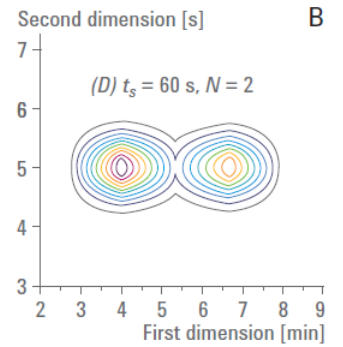 Second dimension [s]
B
7
(D) tₛ = 60 s, N = 2
6
5
4
3
2 3 4 5 6 7 8 9
First dimension [min]